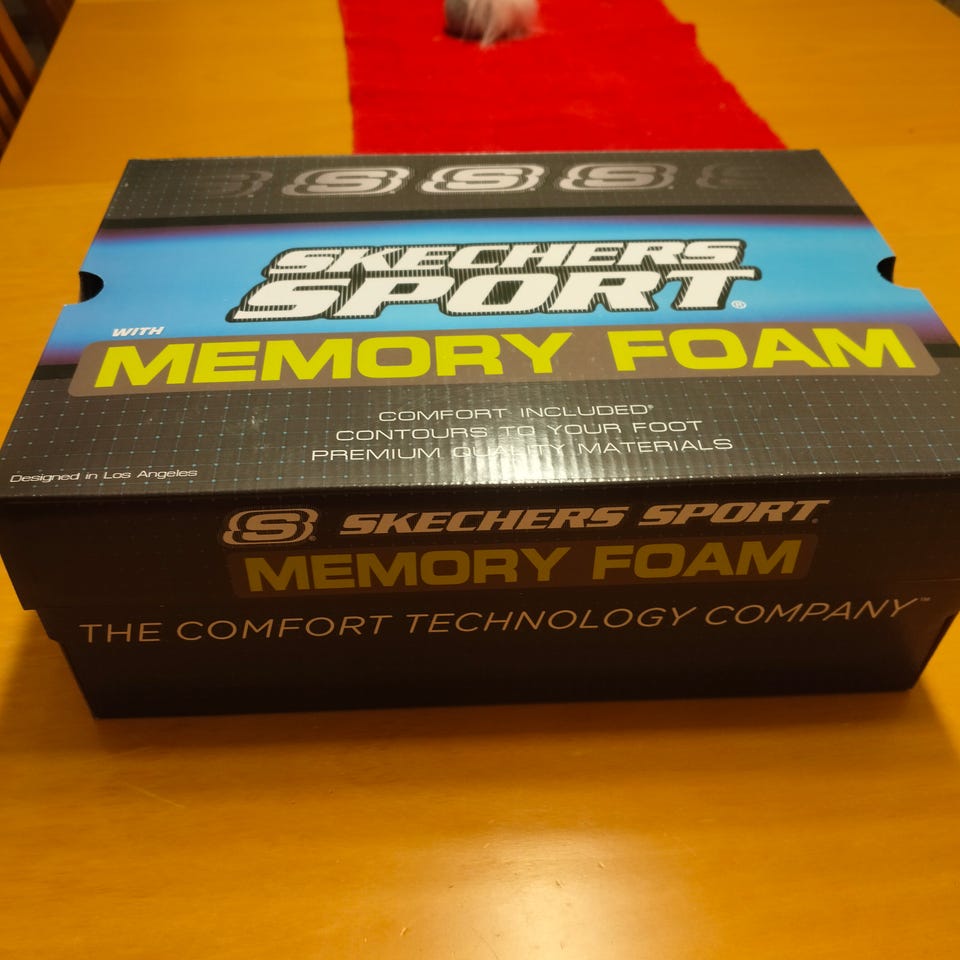 SKECHERS
SPORT®
WITH
MEMORY FOAM
COMFORT INCLUDED®
CONTOURS TO YOUR FOOT
PREMIUM QUALITY MATERIALS
Designed in Los Angeles
S® SKECHERS SPORT®
MEMORY FOAM
THE COMFORT TECHNOLOGY COMPANY™